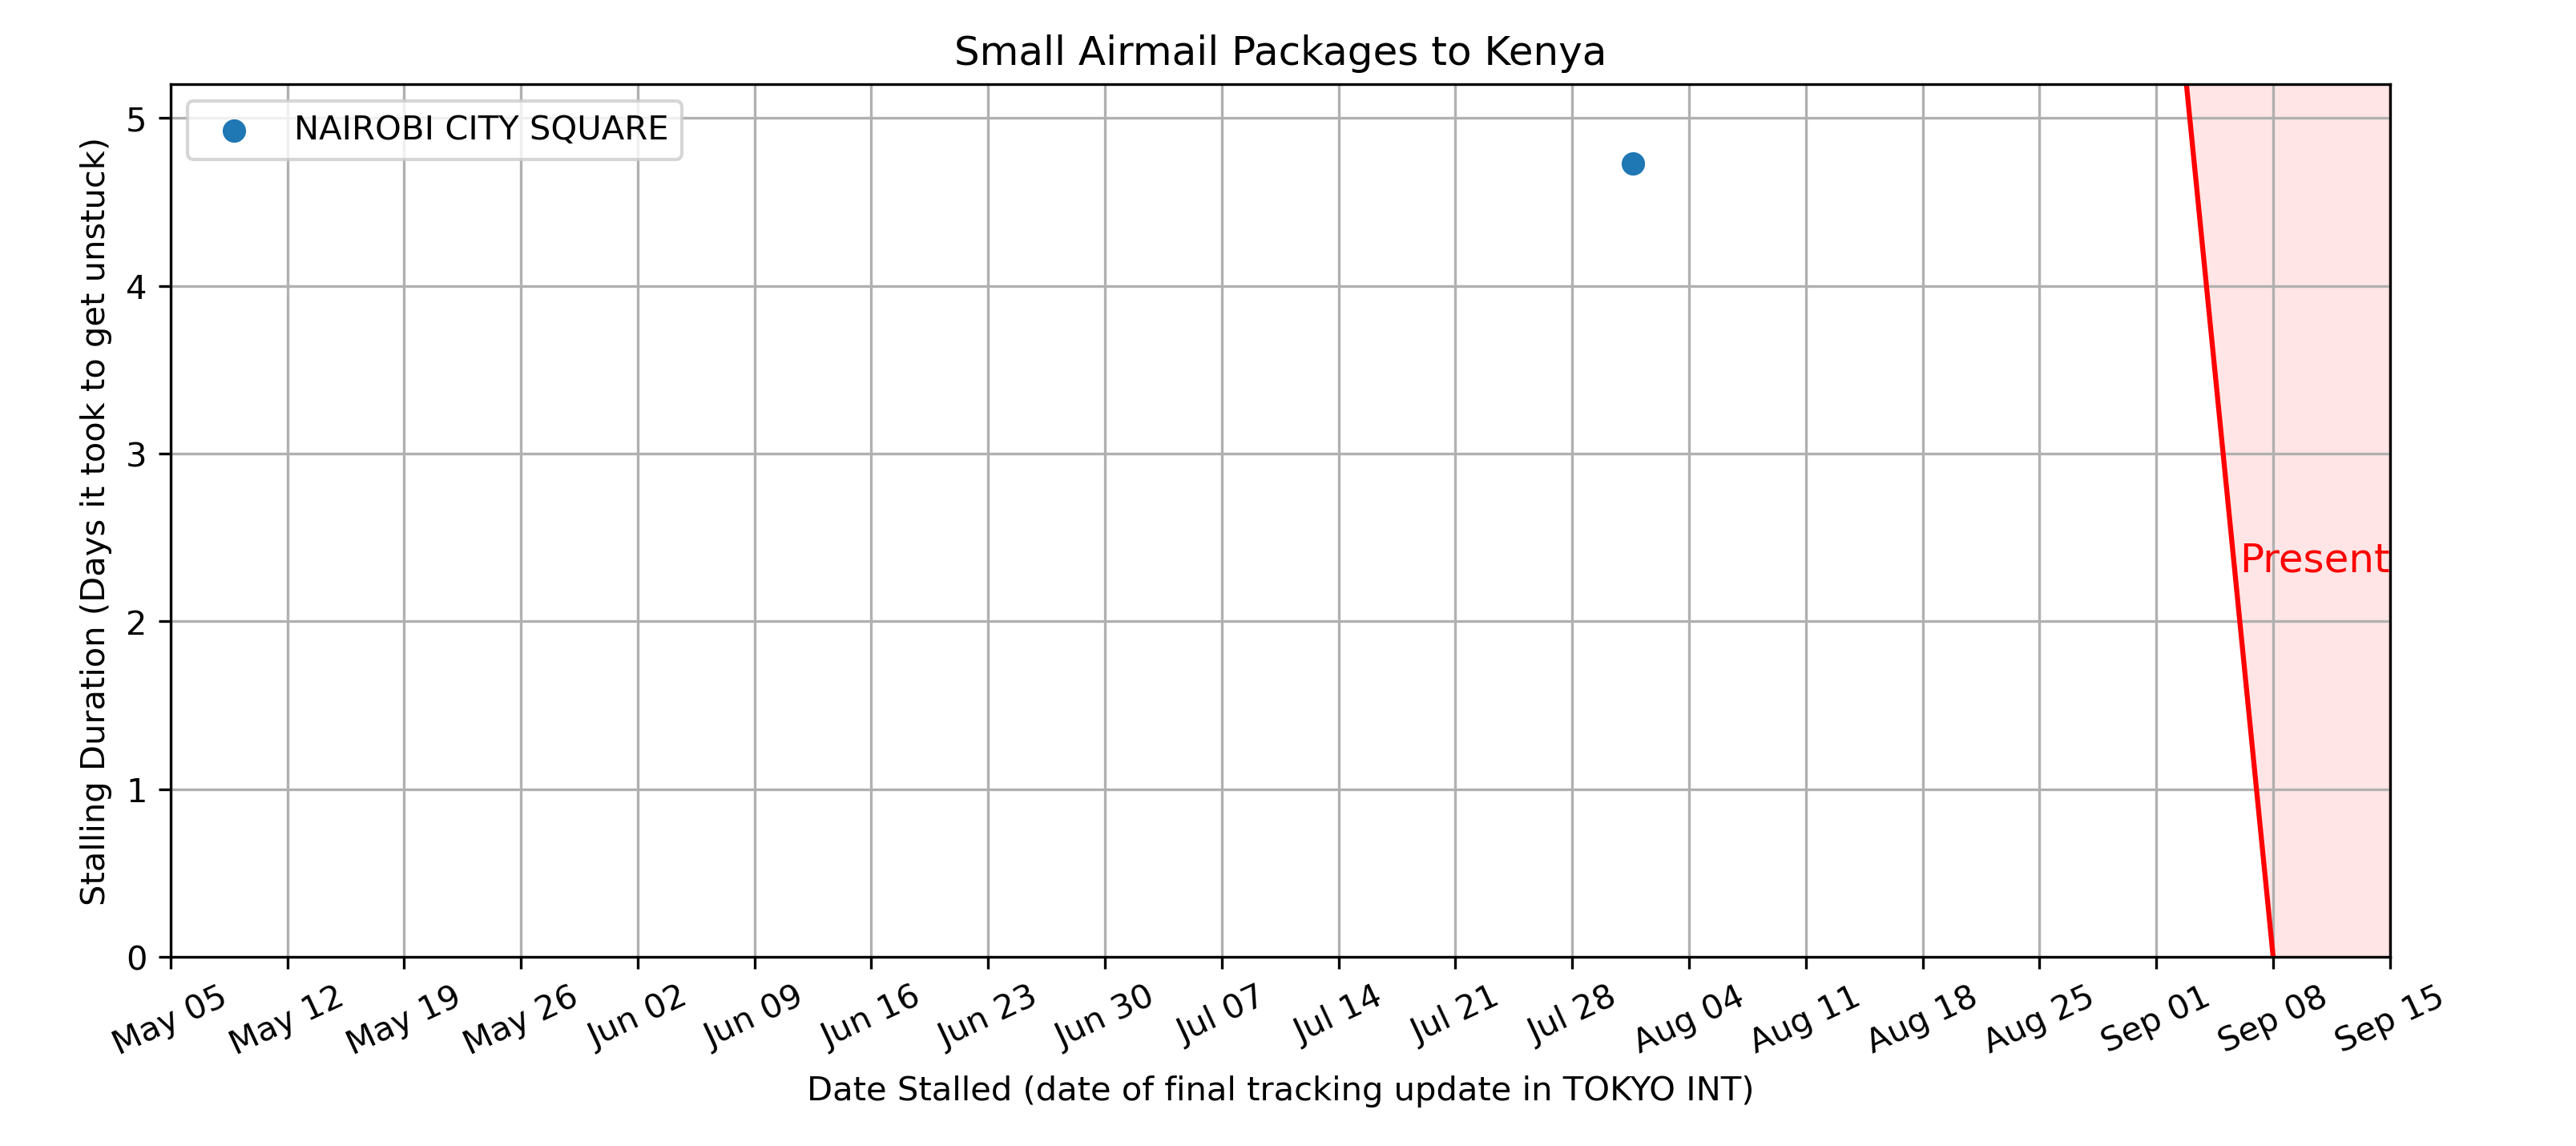 Small Airmail Packages to Kenya
NAIROBI CITY SQUARE
Stalling Duration (Days it took to get unstuck)
5
4
3
2
1
0
Present
May 05
May 12
May 19
May 26
Jun 02
Jun 09
Jun 16
Jun 23
Jun 30
Jul 07
Jul 14
Jul 21
Jul 28
Aug 04
Aug 11
Aug 18
Aug 25
Sep 01
Sep 08
Sep 15
Date Stalled (date of final tracking update in TOKYO INT)